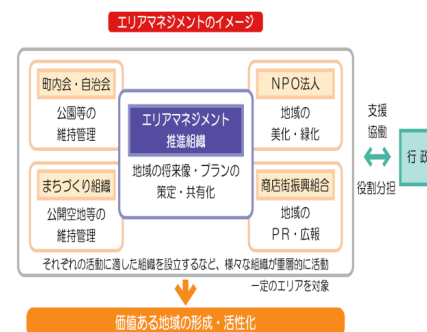 エリアマネジメントのイメージ
町内会・自治会
公園等の
維持管理
NPO法人
地域の
美化・緑化
エリアマネジメント
推進組織
地域の将来像・プランの
策定・共有化
まちづくり組織
公開空地等の
維持管理
商店街振興組合
地域の
PR・広報
支援
協働
役割分担
行政
それぞれの活動に適した組織を設立するなど、様々な組織が重層的に活動
一定のエリアを対象
価値ある地域の形成・活性化